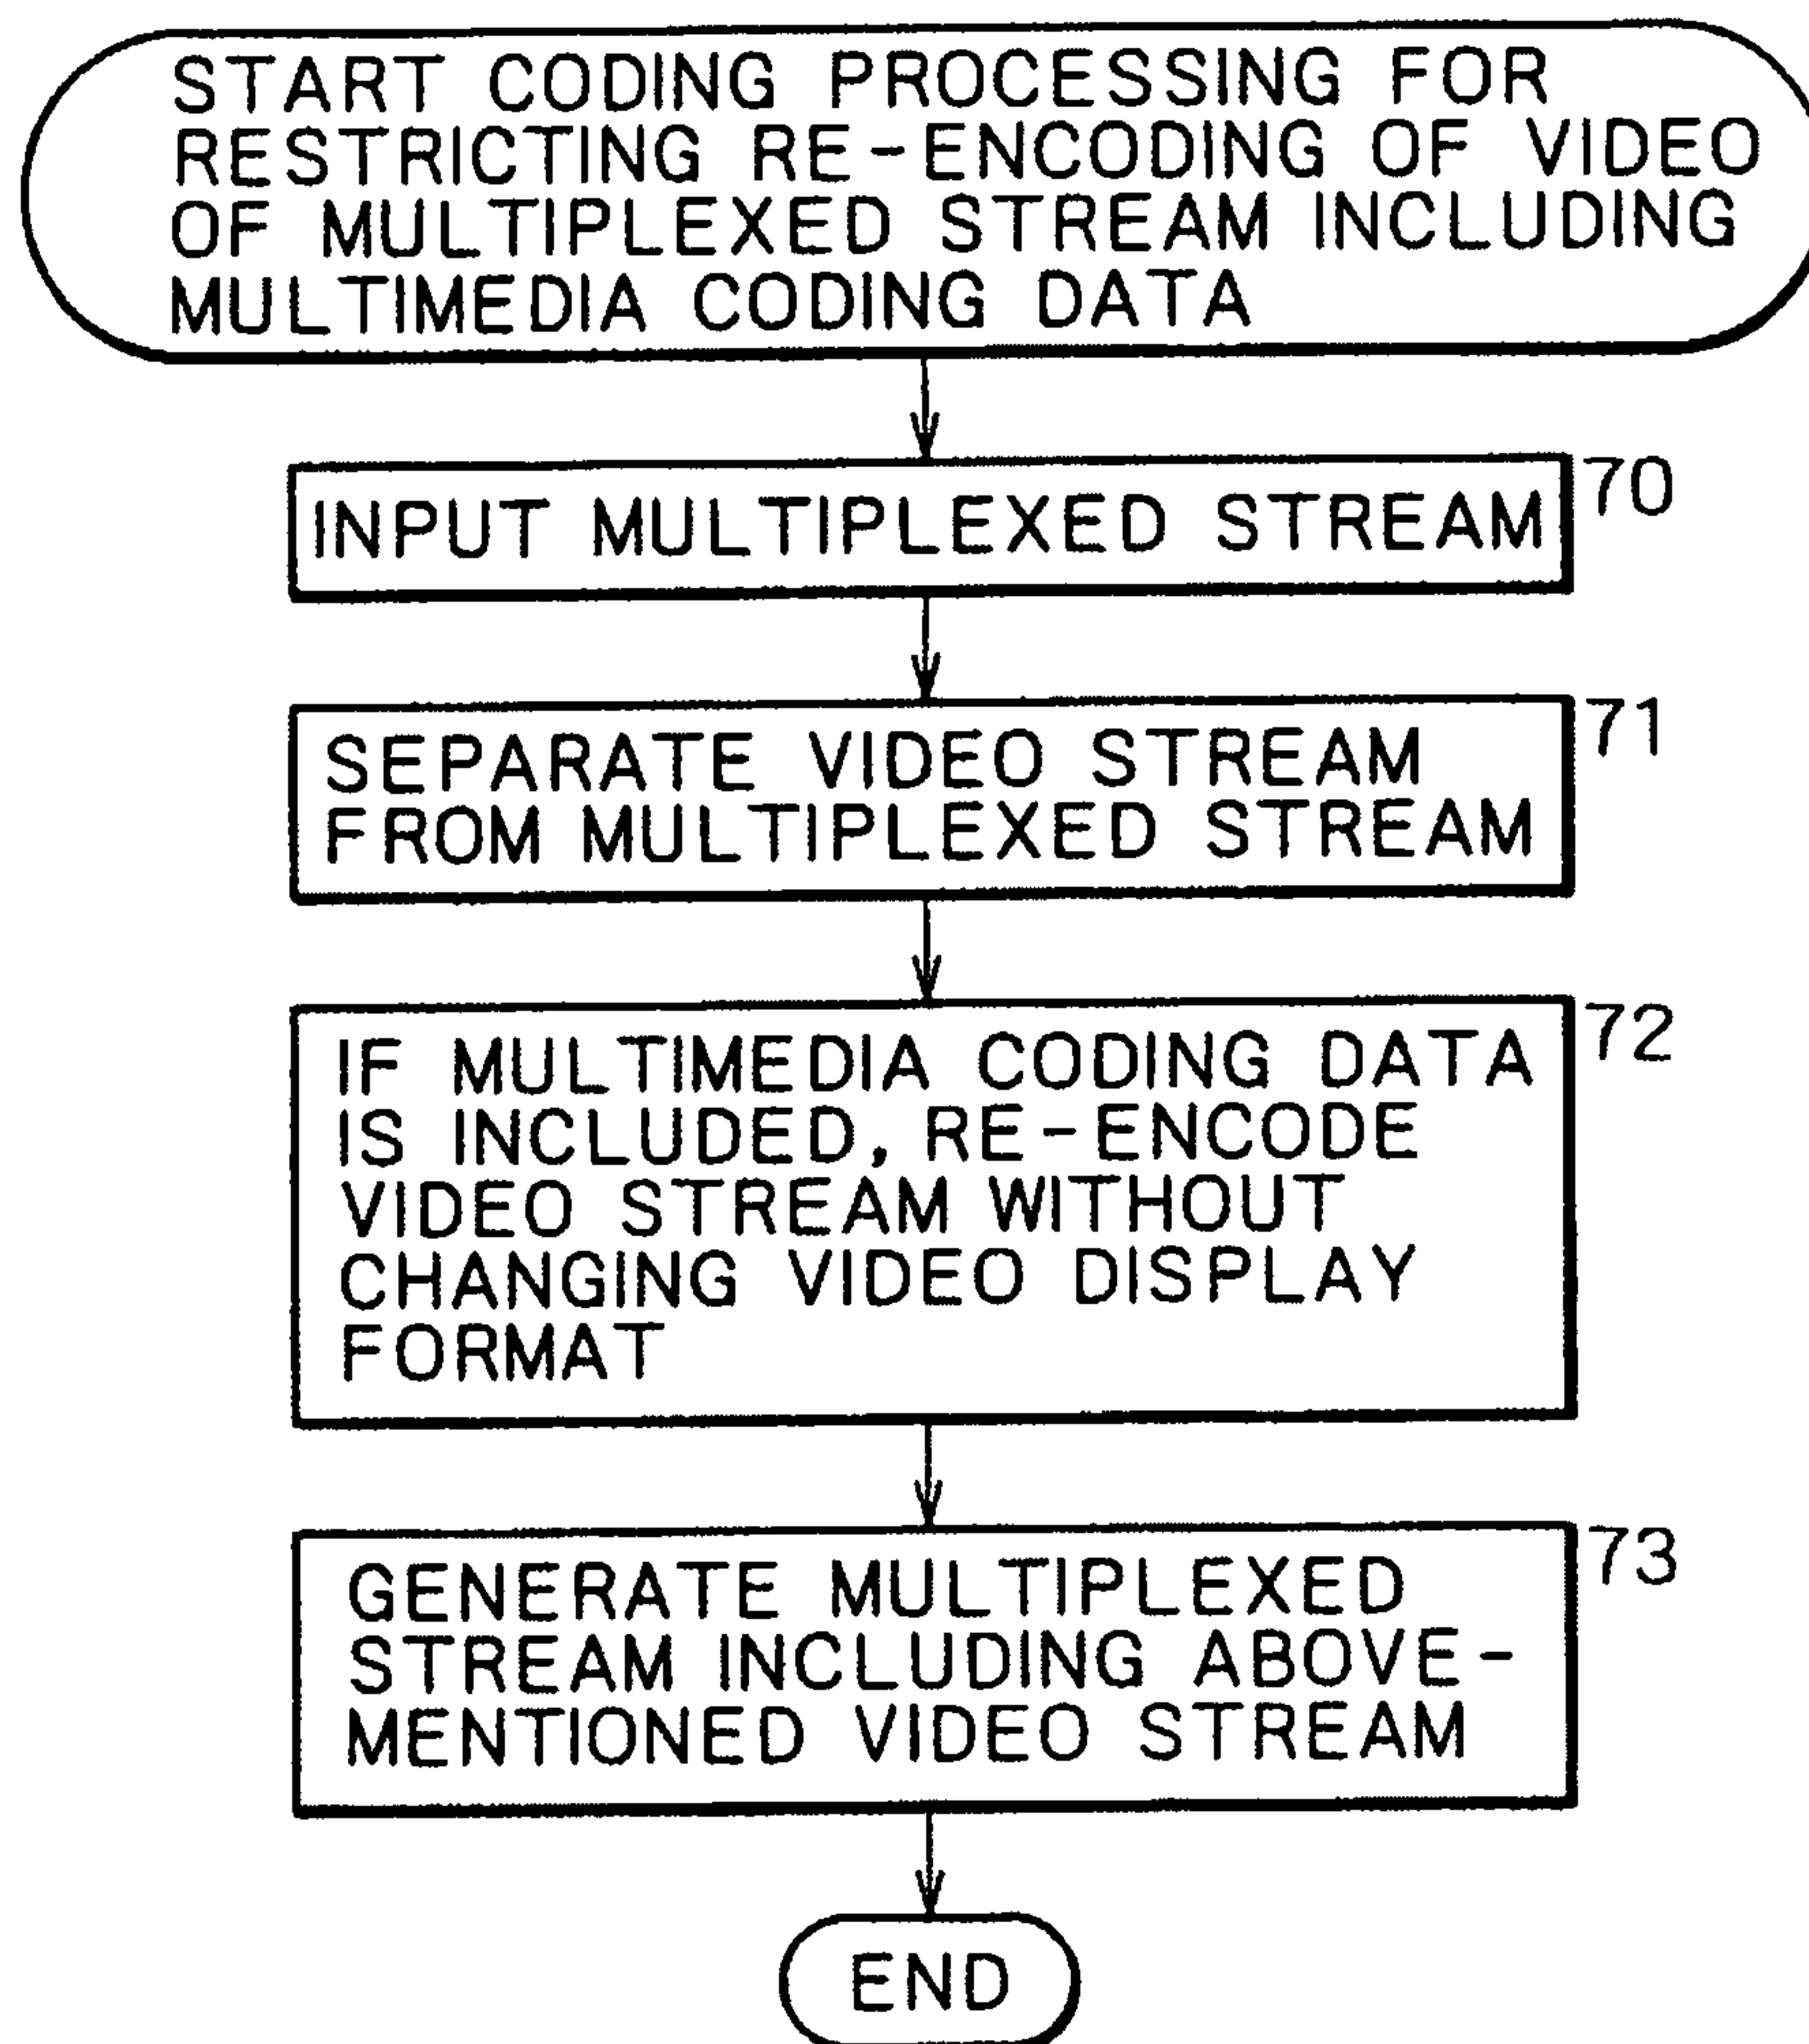 START CODING PROCESSING FOR
RESTRICTING RE-ENCODING OF VIDEO
OF MULTIPLEXED STREAM INCLUDING
MULTIMEDIA CODING DATA
INPUT MULTIPLEXED STREAM
70
SEPARATE VIDEO STREAM
FROM MULTIPLEXED STREAM
71
IF MULTIMEDIA CODING DATA
IS INCLUDED, RE-ENCODE
VIDEO STREAM WITHOUT
CHANGING VIDEO DISPLAY
FORMAT
72
GENERATE MULTIPLEXED
STREAM INCLUDING ABOVE-
MENTIONED VIDEO STREAM
73
END